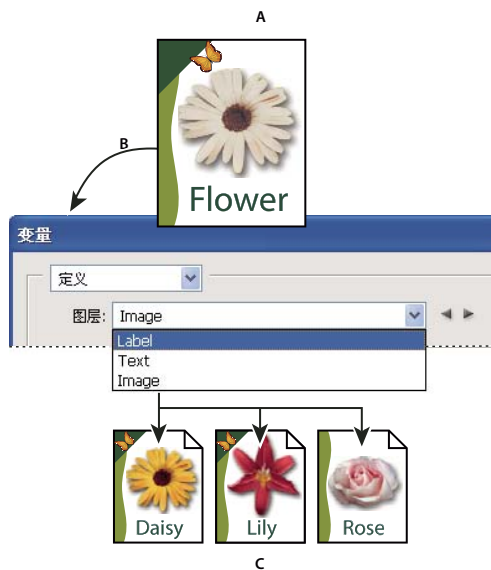 A
B
Flower
变量
定义
图层: Image
Label
Text
Image
Daisy
Lily
Rose
C